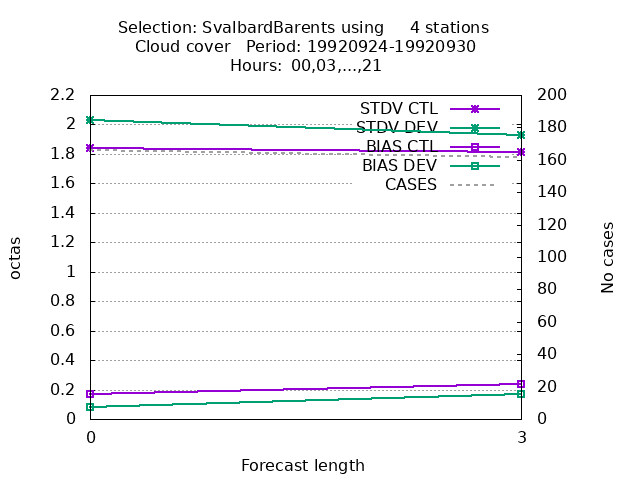 Selection: SvalbardBarents using     4 stations
Cloud cover   Period: 19920924-19920930
Hours:  00,03,...,21
2.2
2
1.8
1.6
1.4
1.2
1
0.8
0.6
0.4
0.2
0
200
180
160
140
120
100
80
60
40
20
0
STDV CTL
STDV DEV
BIAS CTL
BIAS DEV
CASES
octas
No cases
0
3
Forecast length